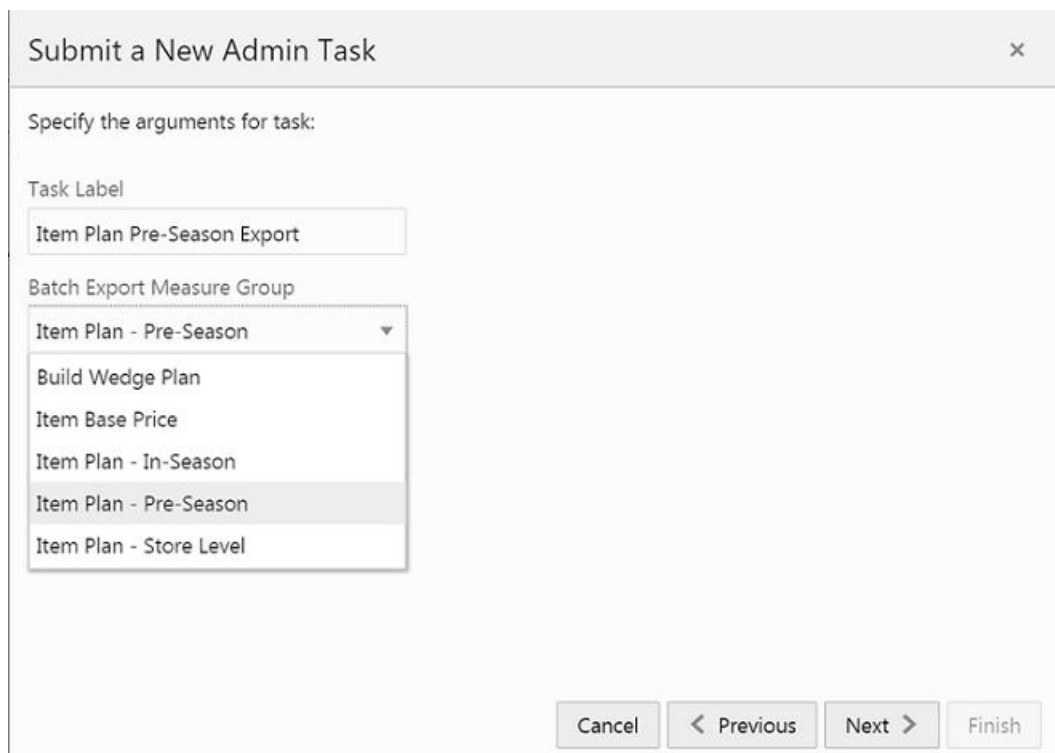 Submit a New Admin Task
Specify the arguments for task:
Task Label
Item Plan Pre-Season Export
Batch Export Measure Group
Item Plan - Pre-Season
Build Wedge Plan
Item Base Price
Item Plan - In-Season
Item Plan - Pre-Season
Item Plan - Store Level
Cancel Previous Next Finish